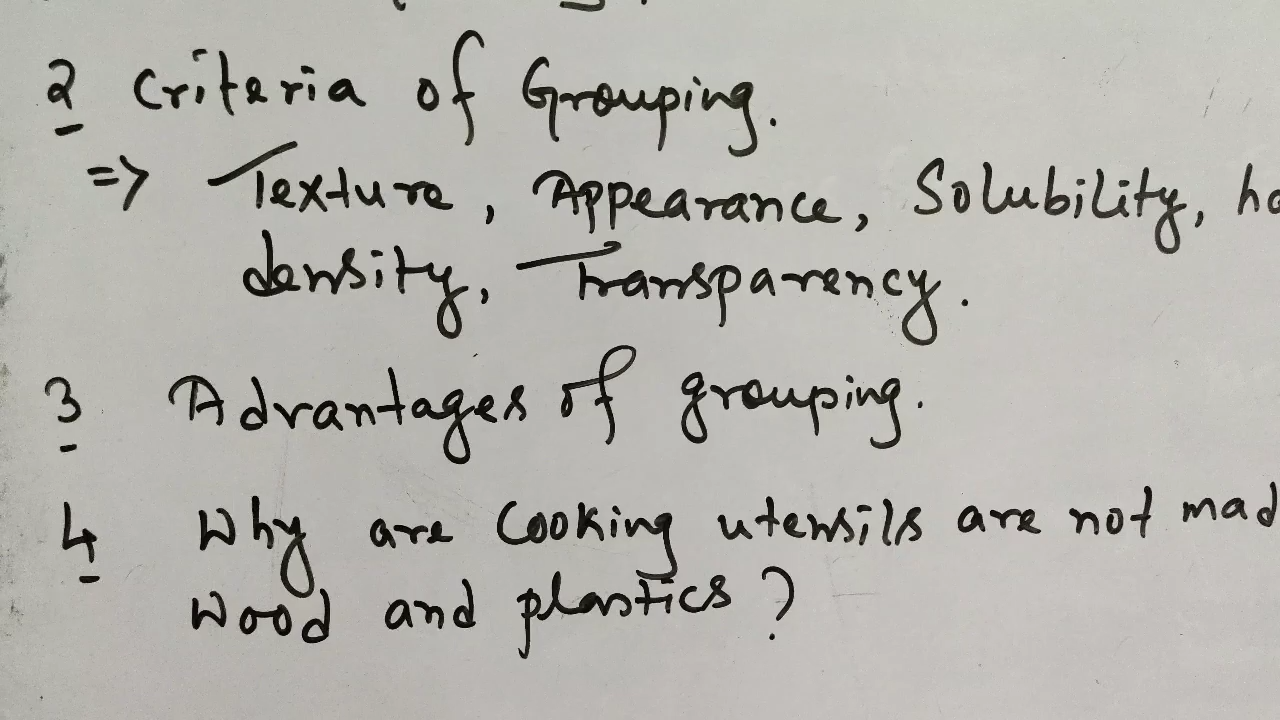 2 Criteria of Grouping.
=> Texture, Appearance, Solubility,
density, Transparency.
3 Advantages of grouping.
4 Why are Cooking utensils are not
wood and plastics?